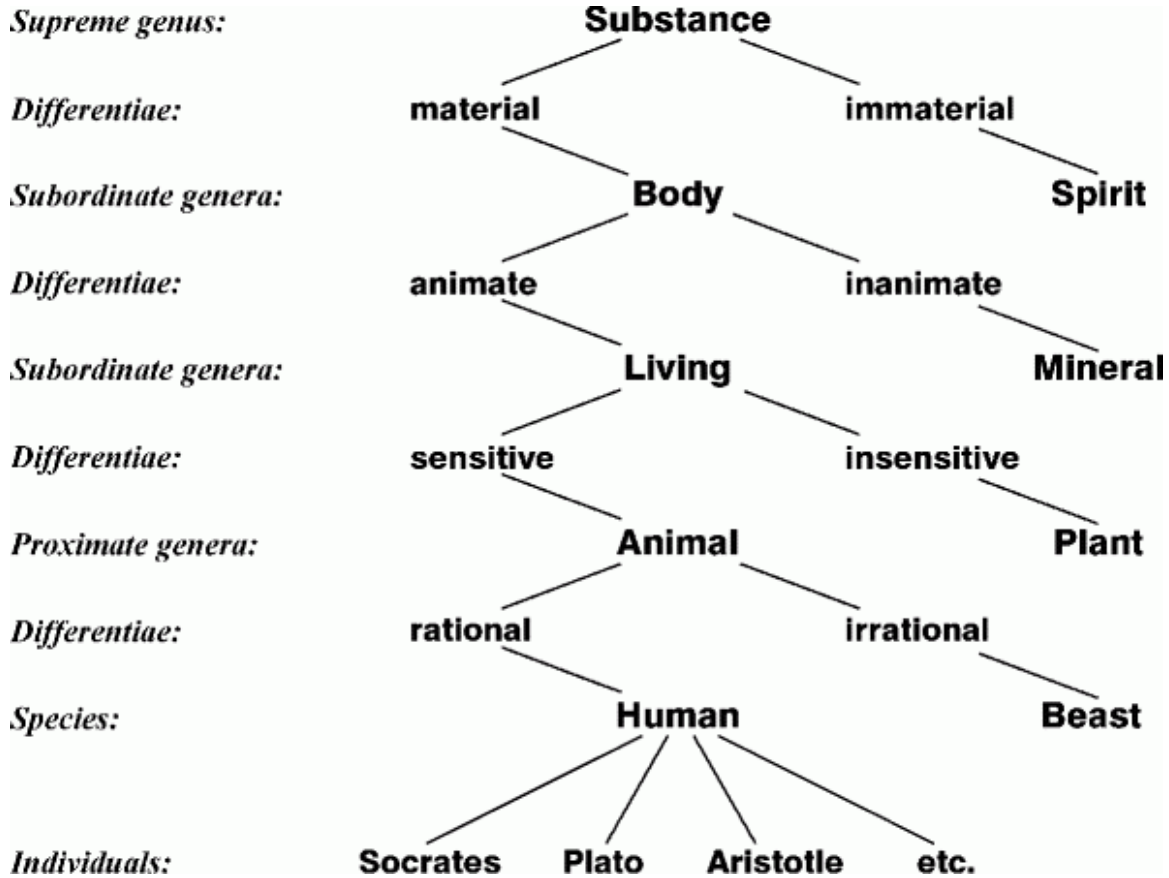 Supreme genus: Substance
Differentiae: material immaterial
Subordinate genera: Body Spirit
Differentiae: animate inanimate
Subordinate genera: Living Mineral
Differentiae: sensitive insensitive
Proximate genera: Animal Plant
Differentiae: rational irrational
Species: Human Beast
Individuals: Socrates Plato Aristotle etc.